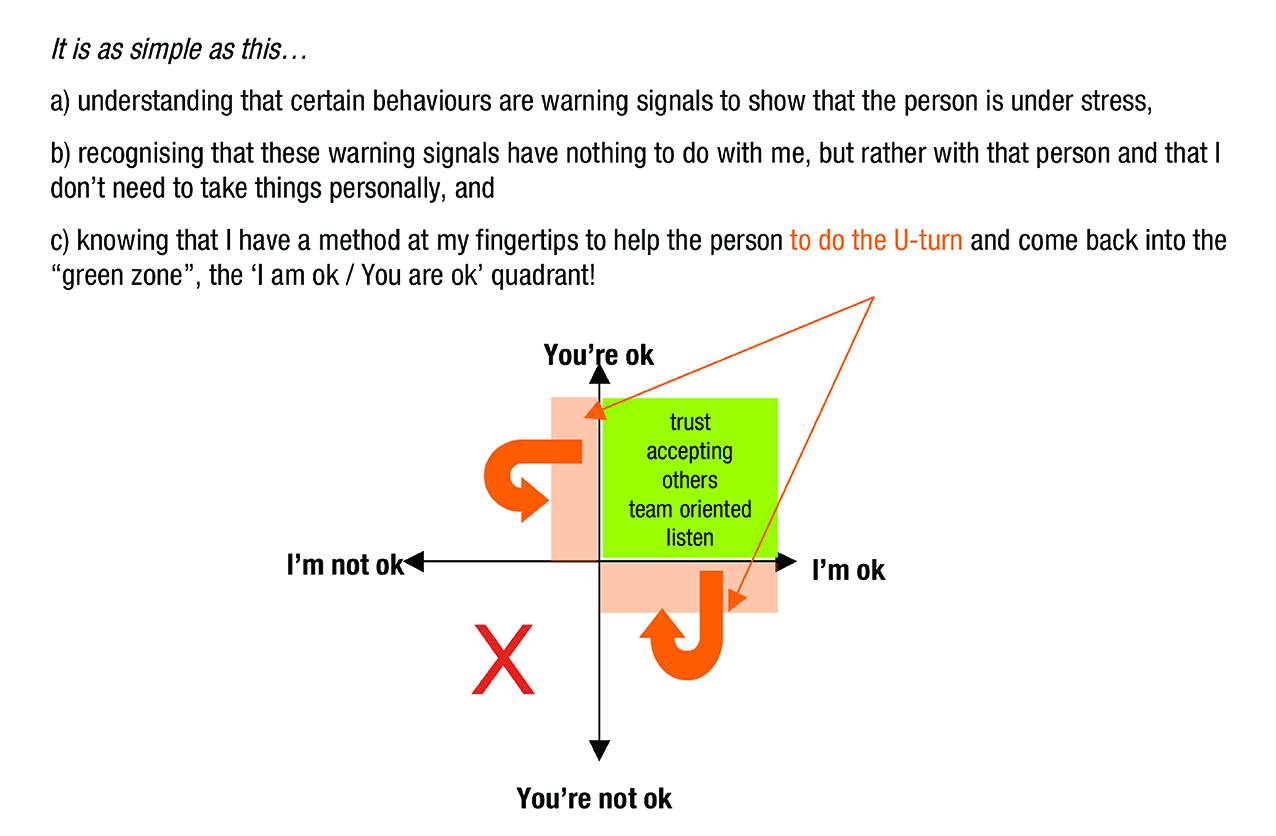 It is as simple as this…
a) understanding that certain behaviours are warning signals to show that the person is under stress,
b) recognising that these warning signals have nothing to do with me, but rather with that person and that I
don’t need to take things personally, and
c) knowing that I have a method at my fingertips to help the person to do the U-turn and come back into the
“green zone”, the ‘I am ok / You are ok’ quadrant!
You’re ok
trust
accepting
others
team oriented
listen
I’m not ok
I’m ok
X
You’re not ok